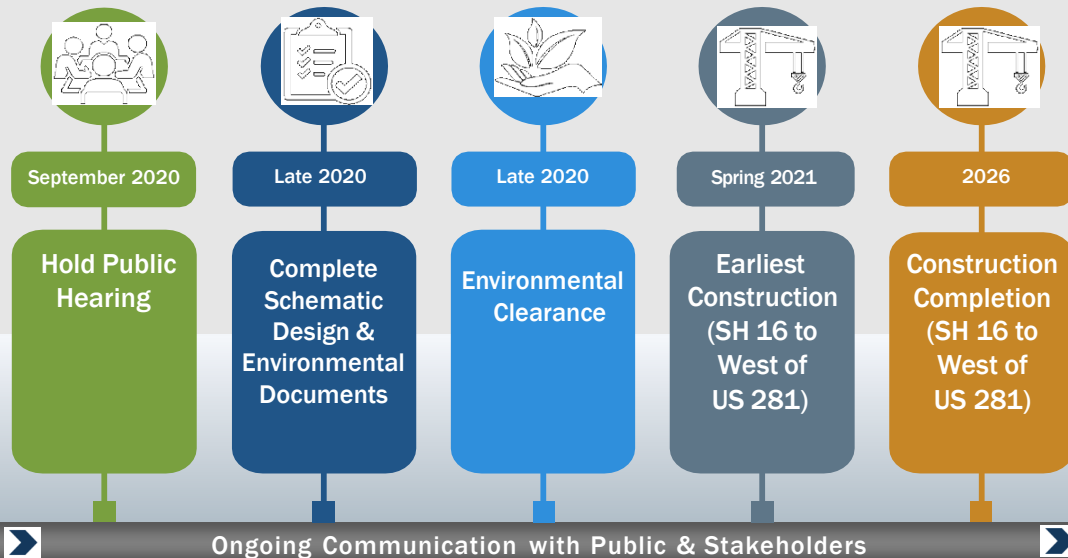 September 2020
Hold Public
Hearing
Late 2020
Complete
Schematic
Design &
Environmental
Documents
Late 2020
Environmental
Clearance
Spring 2021
Earliest
Construction
(SH 16 to
West of
US 281)
2026
Construction
Completion
(SH 16 to
West of
US 281)
Ongoing Communication with Public & Stakeholders